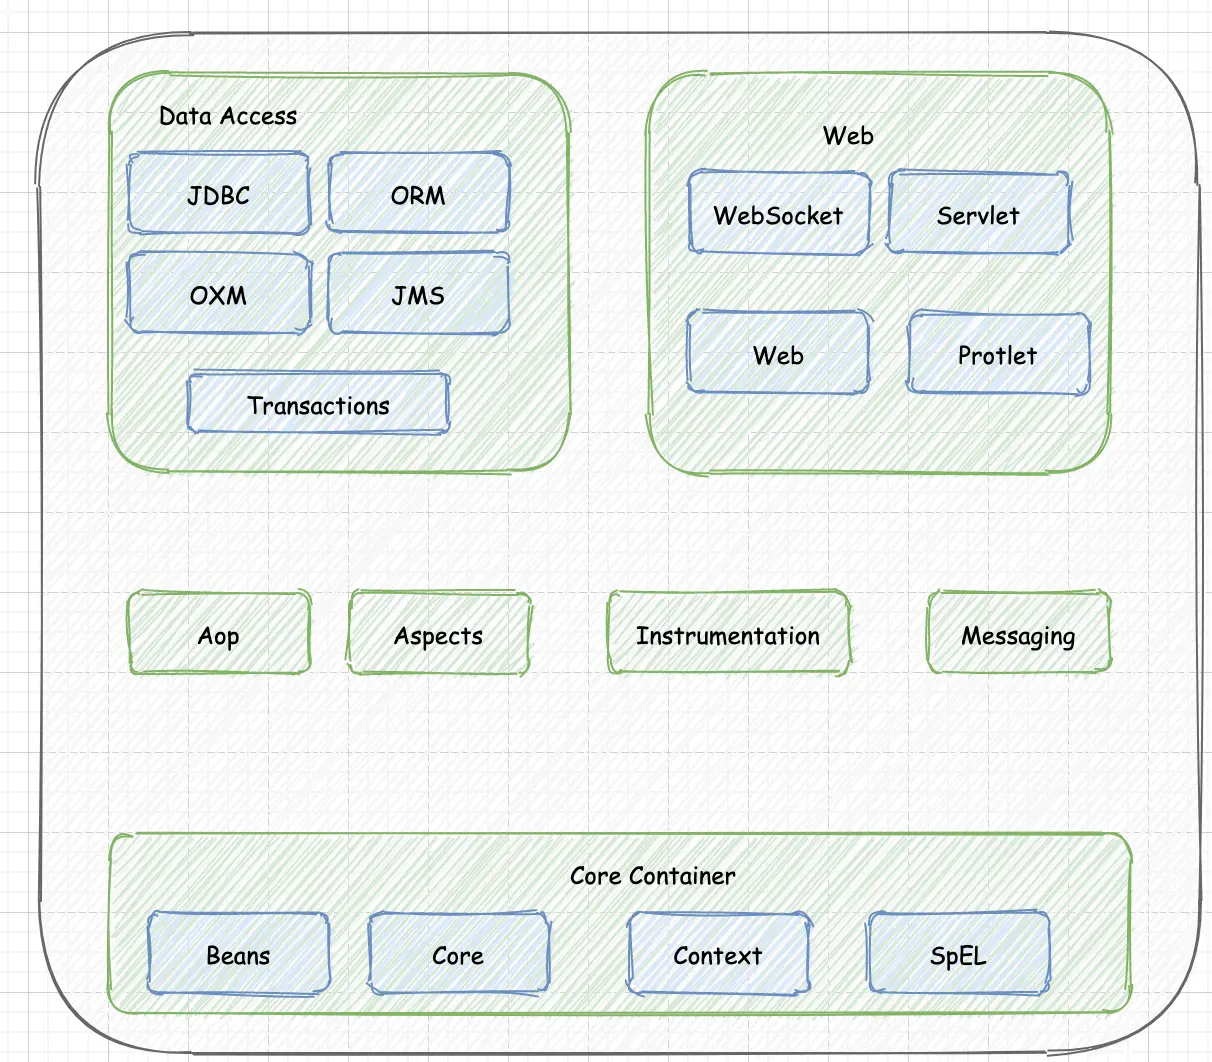 Data Access
JDBC
ORM
OXM
JMS
Transactions
Web
WebSocket
Servlet
Web
Protlet
Aop
Aspects
Instrumentation
Messaging
Core Container
Beans
Core
Context
SpEL